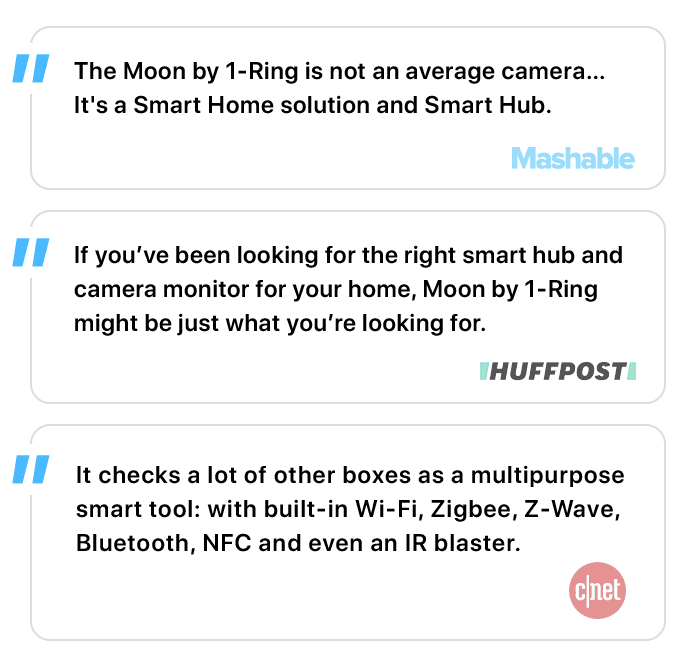 The Moon by 1-Ring is not an average camera...
It's a Smart Home solution and Smart Hub.
Mashable
If you’ve been looking for the right smart hub and
camera monitor for your home, Moon by 1-Ring
might be just what you’re looking for.
HUFFPOST
It checks a lot of other boxes as a multipurpose
smart tool: with built-in Wi-Fi, Zigbee, Z-Wave,
Bluetooth, NFC and even an IR blaster.
c|net